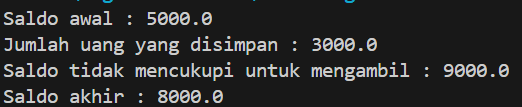 Saldo awal : 5000.0
Jumlah uang yang disimpan : 3000.0
Saldo tidak mencukupi untuk mengambil : 9000.0
Saldo akhir : 8000.0